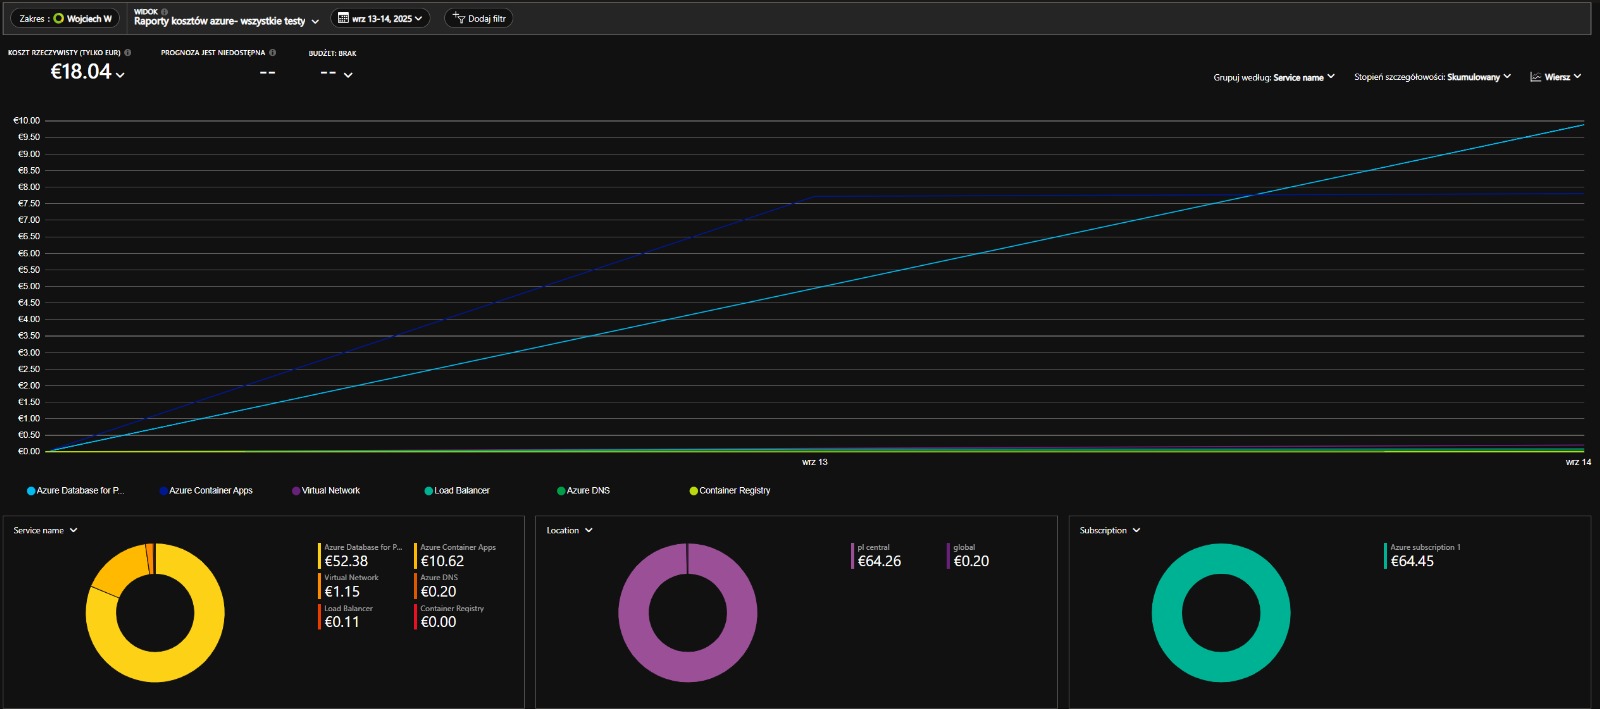 Zakres : Wojciech W
WIDOK
Raporty kosztów azure- wszystkie testy
wrz 13-14, 2025
Dodaj filtr
KOSZT RZECZYWISTY (TYLKO EUR)
€18.04
PROGNOZA JEST NIEDOSTĘPNA
--
BUDŻET: BRAK
--
Grupuj według: Service name
Stopień szczegółowości: Skumulowany
Wiersz
€10.00
€9.50
€9.00
€8.50
€8.00
€7.50
€7.00
€6.50
€6.00
€5.50
€5.00
€4.50
€4.00
€3.50
€3.00
€2.50
€2.00
€1.50
€1.00
€0.50
€0.00
wrz 13
wrz 14
Azure Database for P...
Azure Container Apps
Virtual Network
Load Balancer
Azure DNS
Container Registry
Service name
Azure Database for P...
€52.38
Azure Container Apps
€10.62
Virtual Network
€1.15
Azure DNS
€0.20
Load Balancer
€0.11
Container Registry
€0.00
Location
pl central
€64.26
global
€0.20
Subscription
Azure subscription 1
€64.45